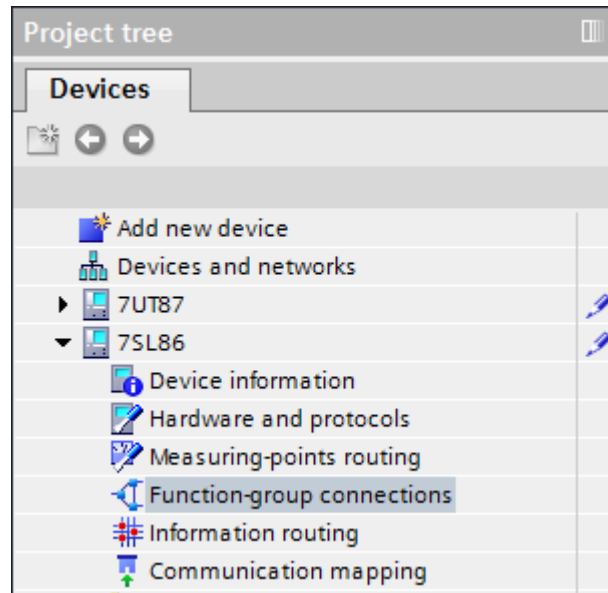 Project tree
Devices
Add new device
Devices and networks
7UT87
7SL86
Device information
Hardware and protocols
Measuring-points routing
Function-group connections
Information routing
Communication mapping